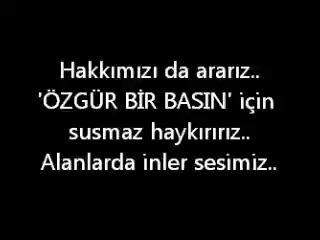 Hakkımızı da ararız..
'ÖZGÜR BİR BASIN' için
susmaz haykırırız..
Alanlarda inler sesimiz..